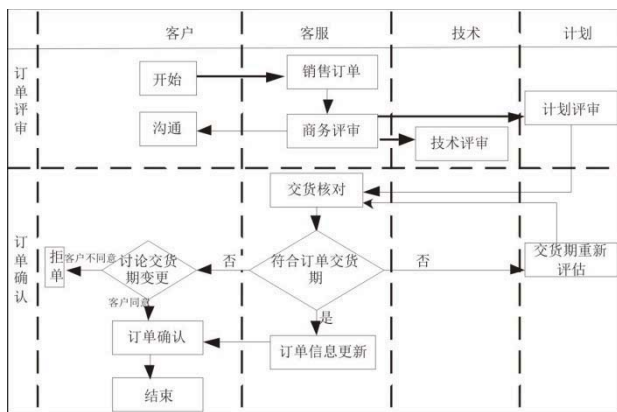 客户
客服
技术
计划
订单评审
开始
销售订单
沟通
商务评审
计划评审
技术评审
订单确认
交货核对
拒单
客户不同意
讨论交货
期变更
否
符合订单交货
期
否
交货期重新
评估
客户同意
是
订单确认
订单信息更新
结束